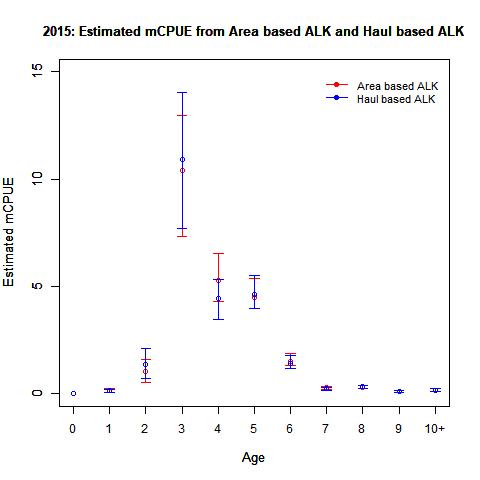 2015: Estimated mCPUE from Area based ALK and Haul based ALK
Area based ALK
Haul based ALK
Estimated mCPUE
15
10
5
0
0 1 2 3 4 5 6 7 8 9 10+
Age